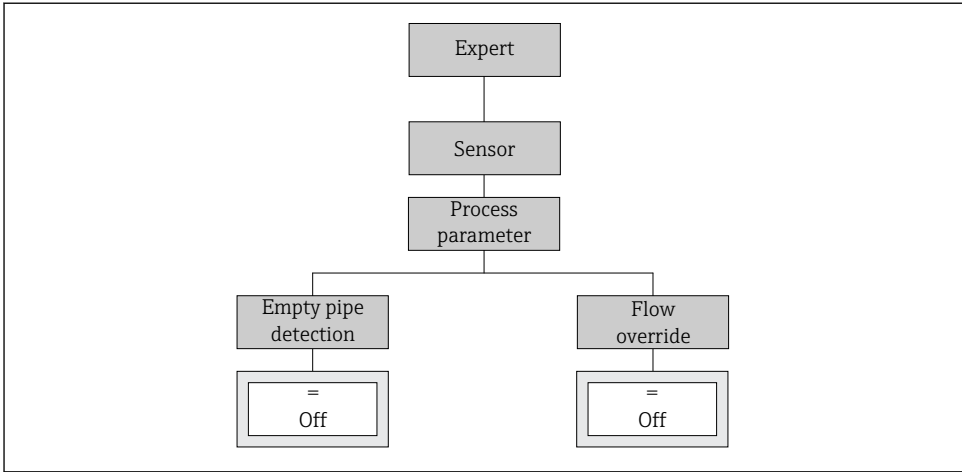 Expert
Sensor
Process
parameter
Empty pipe
detection
Flow
override
=
Off
=
Off